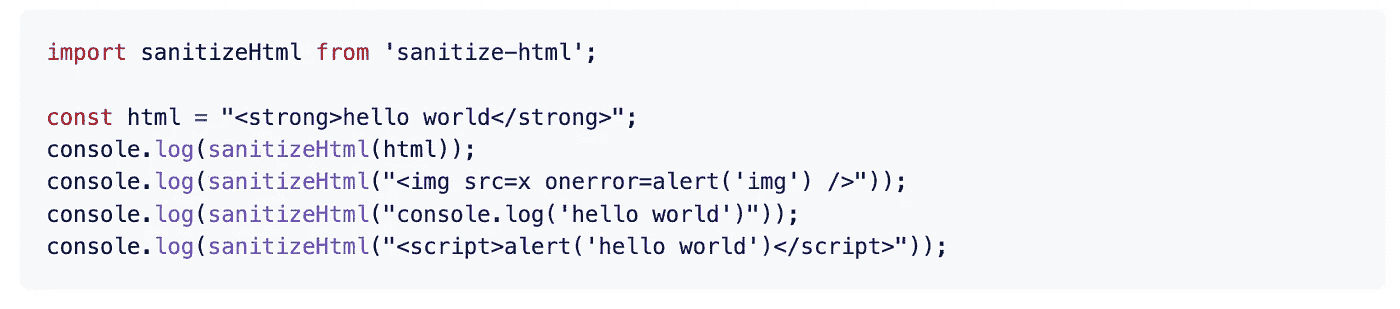 import sanitizeHtml from 'sanitize-html';
const html = "<strong>hello world</strong>";
console.log(sanitizeHtml(html));
console.log(sanitizeHtml("<img src=x onerror=alert('img') />"));
console.log(sanitizeHtml("console.log('hello world')"));
console.log(sanitizeHtml("<script>alert('hello world')</script>"));